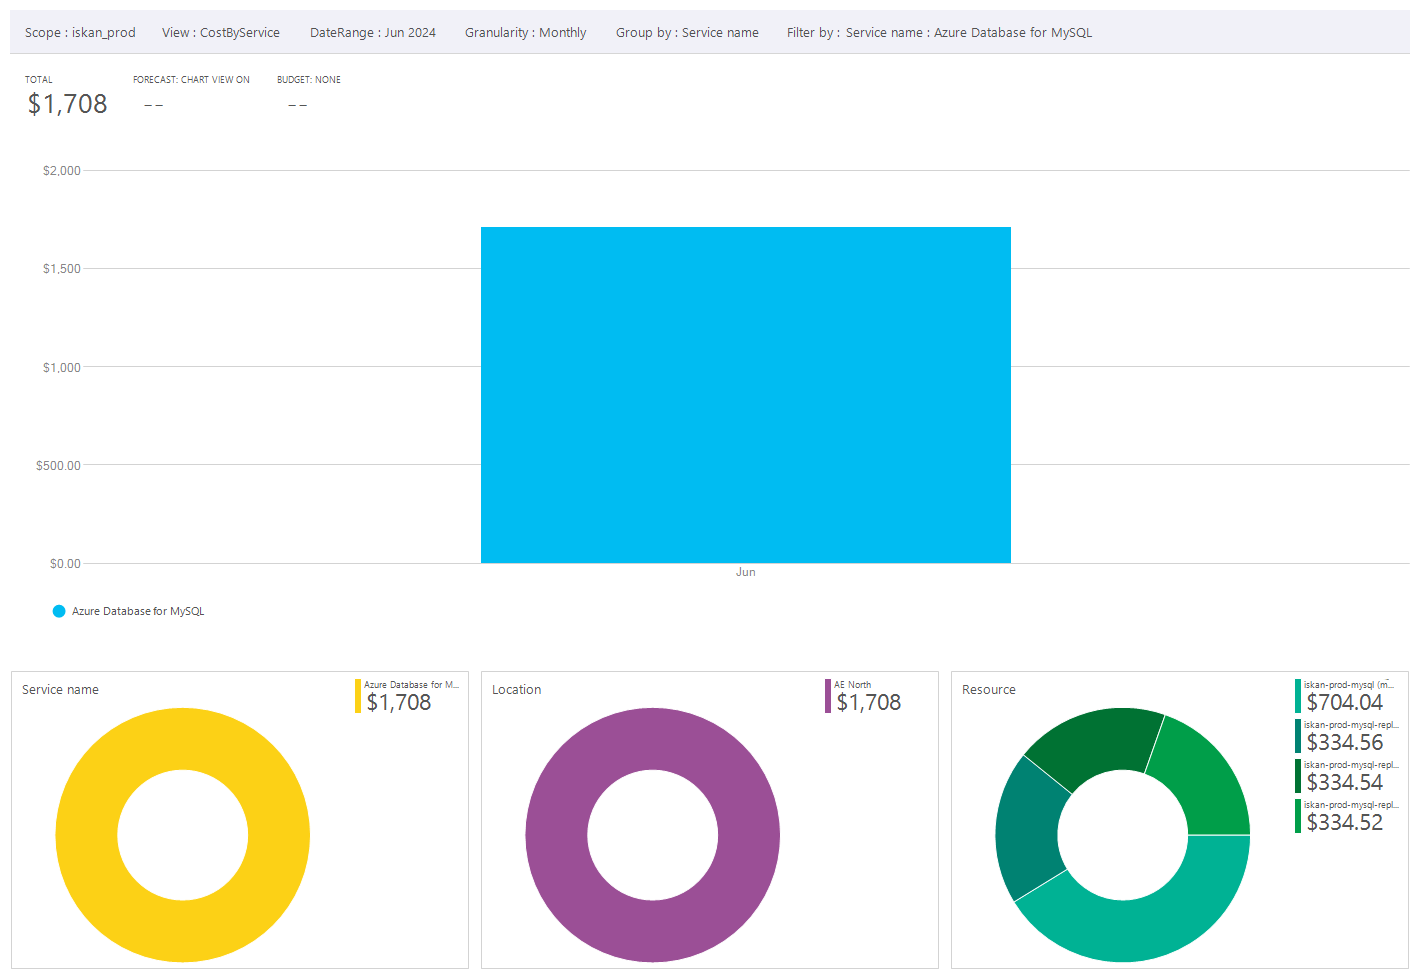 Scope : iskan_prod View : CostByService DateRange : Jun 2024 Granularity : Monthly Group by : Service name Filter by : Service name : Azure Database for MySQL
TOTAL FORECAST: CHART VIEW ON BUDGET: NONE
$1,708 -- --
$2,000
$1,500
$1,000
$500.00
$0.00
Jun
Azure Database for MySQL
Service name
Azure Database for M...
$1,708
Location
AE North
$1,708
Resource
iskan-prod-mysql (m...
$704.04
iskan-prod-mysql-repl...
$334.56
iskan-prod-mysql-repl...
$334.54
iskan-prod-mysql-repl...
$334.52